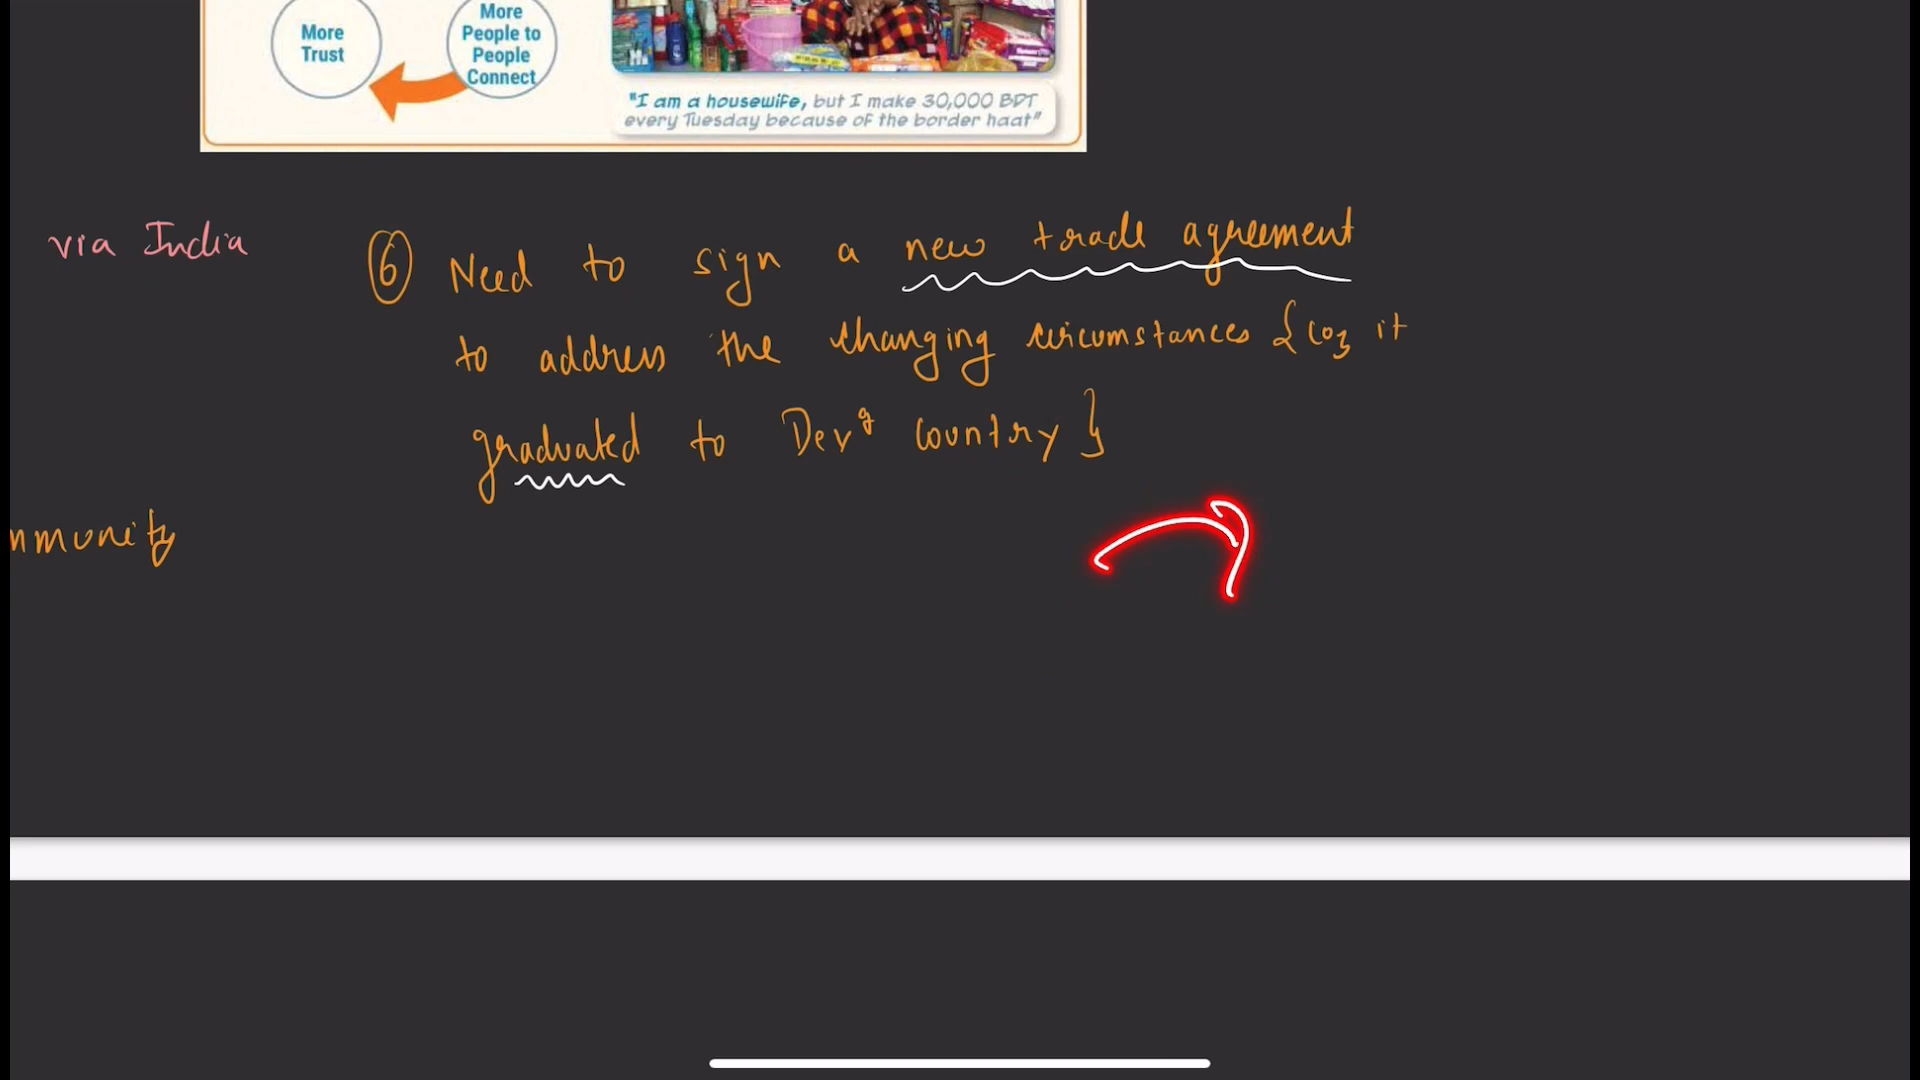 More
Trust
More
People to
People
Connect
"I am a housewife, but I make 30,000 BDT
every Tuesday because of the border haat"
via India
⑥ Need to sign a new trade agreement
to address the changing circumstances {coz it
graduated to Devᵍ country}
mmunity